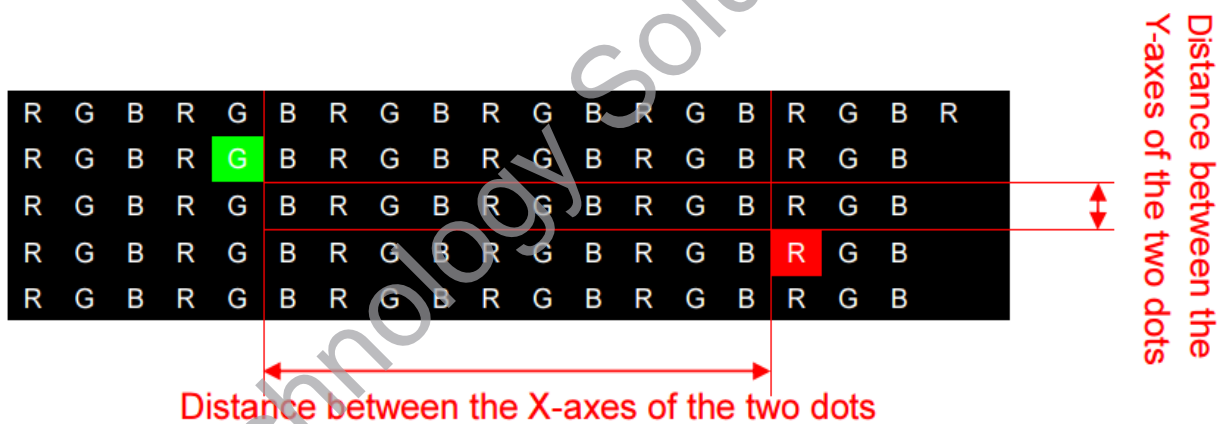 Distance between the
Y-axes of the two dots
R G B R G B R G B R G B R G B R G B R
R G B R G B R G B R G B R G B R G B
R G B R G B R G B R G B R G B R G B
R G B R G B R G B R G B R G B R G B
R G B R G B R G B R G B R G B R G B
Distance between the X-axes of the two dots